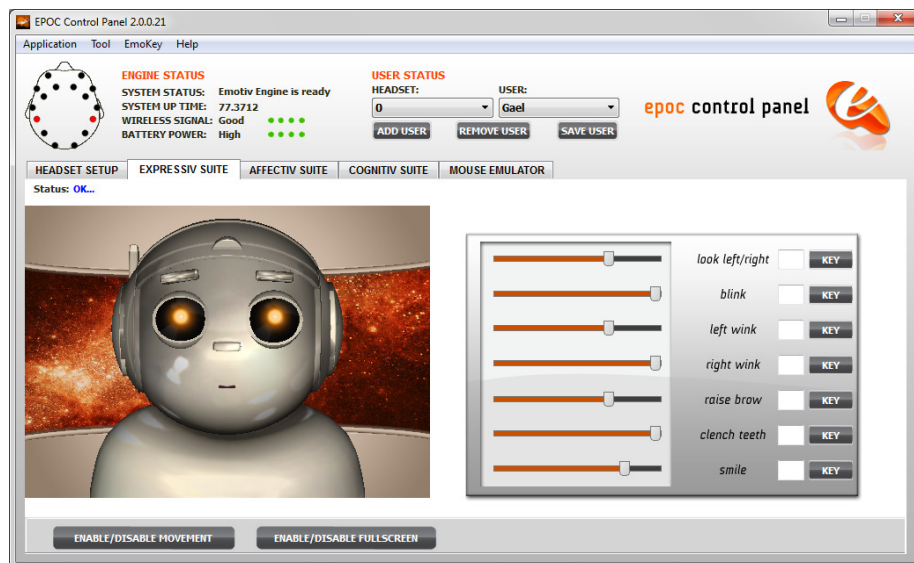 EPOC Control Panel 2.0.0.21
Application Tool EmoKey Help
ENGINE STATUS
SYSTEM STATUS: Emotiv Engine is ready
SYSTEM UP TIME: 77.3712
WIRELESS SIGNAL: Good
BATTERY POWER: High
USER STATUS
HEADSET: USER:
0 Gael
ADD USER REMOVE USER SAVE USER
epoc control panel
HEADSET SETUP EXPRESSIV SUITE AFFECTIV SUITE COGNITIV SUITE MOUSE EMULATOR
Status: OK...
look left/right KEY
blink KEY
left wink KEY
right wink KEY
raise brow KEY
clench teeth KEY
smile KEY
ENABLE/DISABLE MOVEMENT ENABLE/DISABLE FULLSCREEN